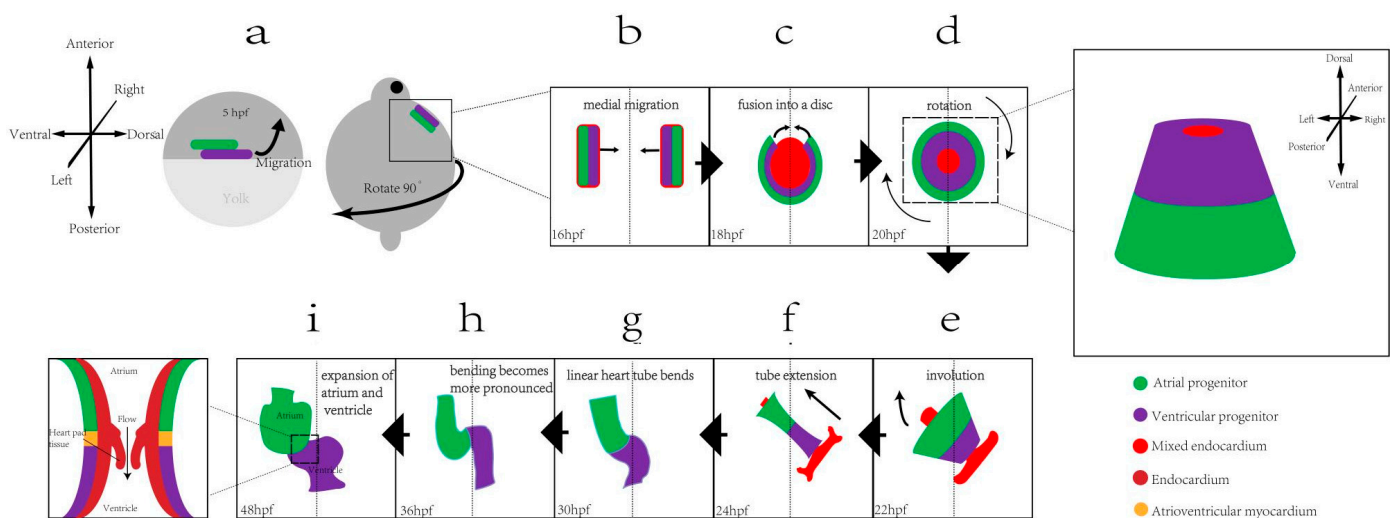 a
b
c
d
Anterior
Right
Ventral
Dorsal
Left
Posterior
5 hpf
Migration
Yolk
Rotate 90°
medial migration
16hpf
fusion into a disc
18hpf
rotation
20hpf
Dorsal
Anterior
Left
Right
Posterior
Ventral
i
h
g
f
e
Atrium
Flow
Heart pad
tissue
Ventricle
expansion of
atrium and
ventricle
Atrium
Ventricle
48hpf
bending becomes
more pronounced
36hpf
linear heart tube bends
30hpf
tube extension
24hpf
involution
22hpf
Atrial progenitor
Ventricular progenitor
Mixed endocardium
Endocardium
Atrioventricular myocardium